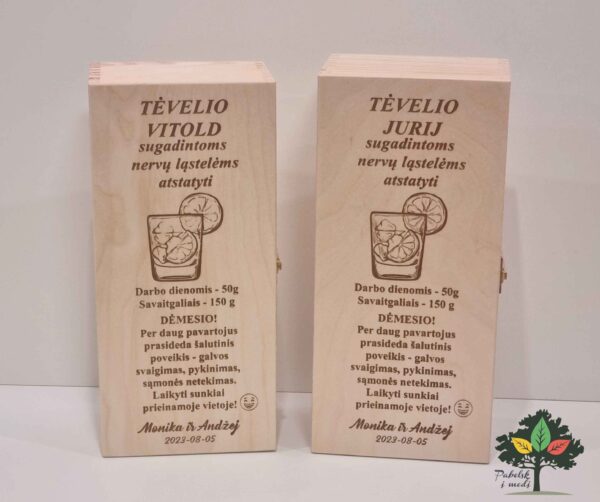 TĖVELIO
VITOLD
sugadintoms
nervų ląstelėms
atstatyti
Darbo dienomis - 50g
Savaitgaliais - 150 g
DĖMESIO!
Per daug pavartojus
prasideda šalutinis
poveikis - galvos
svaigimas, pykinimas,
sąmonės netekimas.
Laikyti sunkiai
prieinamoje vietoje!
Monika ir Andžej
2023-08-05
TĖVELIO
JURIJ
sugadintoms
nervų ląstelėms
atstatyti
Darbo dienomis - 50g
Savaitgaliais - 150 g
DĖMESIO!
Per daug pavartojus
prasideda šalutinis
poveikis - galvos
svaigimas, pykinimas,
sąmonės netekimas.
Laikyti sunkiai
prieinamoje vietoje!
Monika ir Andžej
2023-08-05
Pabelsk
į medį